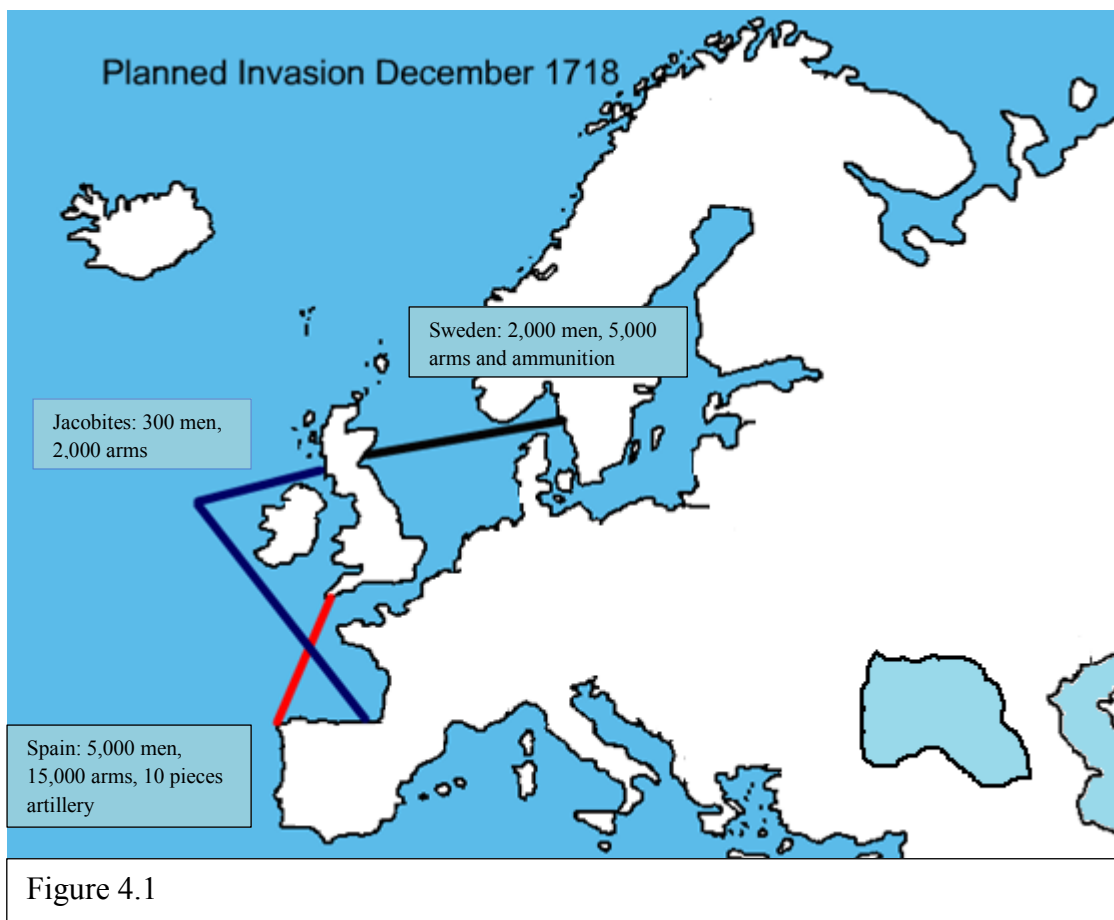 Planned Invasion December 1718
Sweden: 2,000 men, 5,000
arms and ammunition
Jacobites: 300 men,
2,000 arms
Spain: 5,000 men,
15,000 arms, 10 pieces
artillery
Figure 4.1